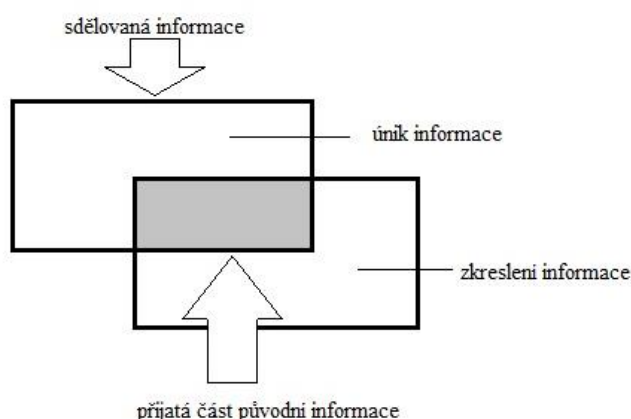 sdělovaná informace
únik informace
zkreslení informace
přijatá část původní informace